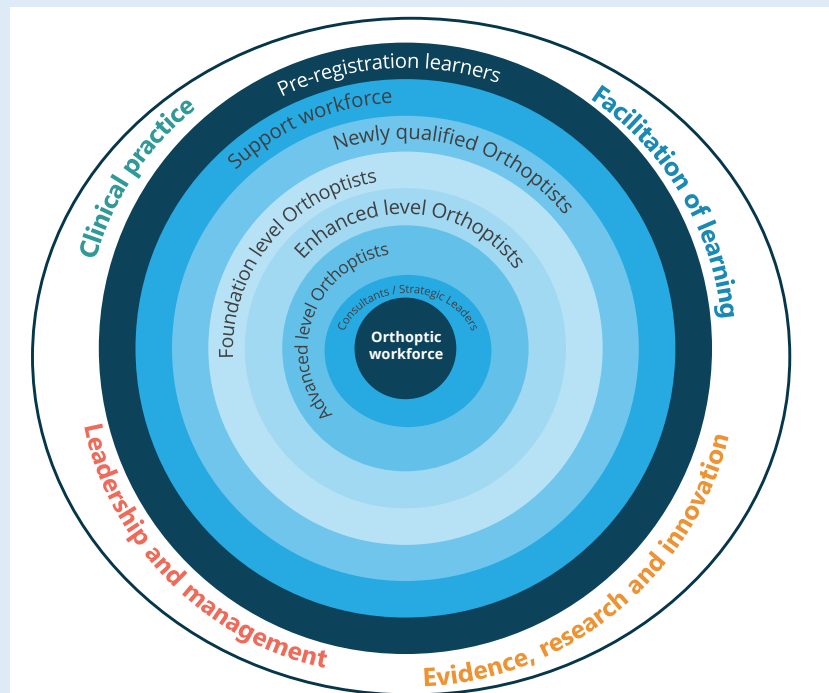 Pre-registration learners
Support workforce
Newly qualified Orthoptists
Foundation level Orthoptists
Enhanced level Orthoptists
Advanced level Orthoptists
Consultants / Strategic Leaders
Orthoptic
workforce
Clinical practice
Facilitation of learning
Leadership and management
Evidence, research and innovation